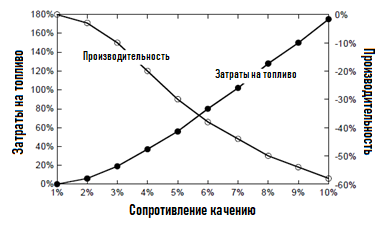 180%
160%
140%
120%
100%
80%
60%
40%
20%
0%
Затраты на топливо
Производительность
Затраты на топливо
0%
-10%
-20%
-30%
-40%
-50%
-60%
Производительность
1% 2% 3% 4% 5% 6% 7% 8% 9% 10%
Сопротивление качению